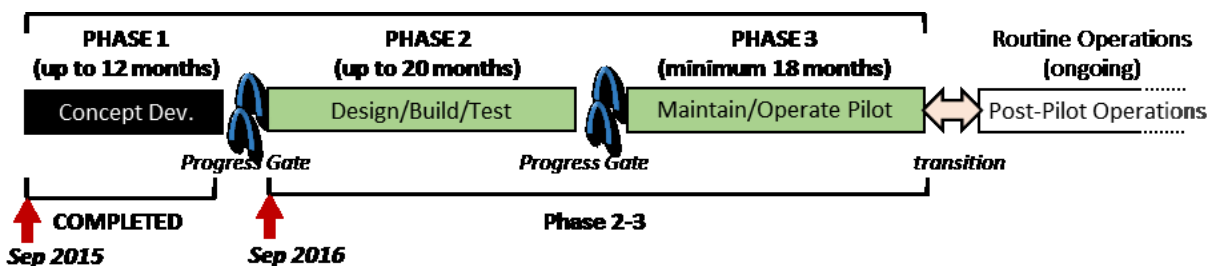 PHASE 1
(up to 12 months)
PHASE 2
(up to 20 months)
PHASE 3
(minimum 18 months)
Routine Operations
(ongoing)
Concept Dev.
Design/Build/Test
Maintain/Operate Pilot
Post-Pilot Operations
Progress Gate
Progress Gate
transition
COMPLETED
Phase 2-3
Sep 2015
Sep 2016